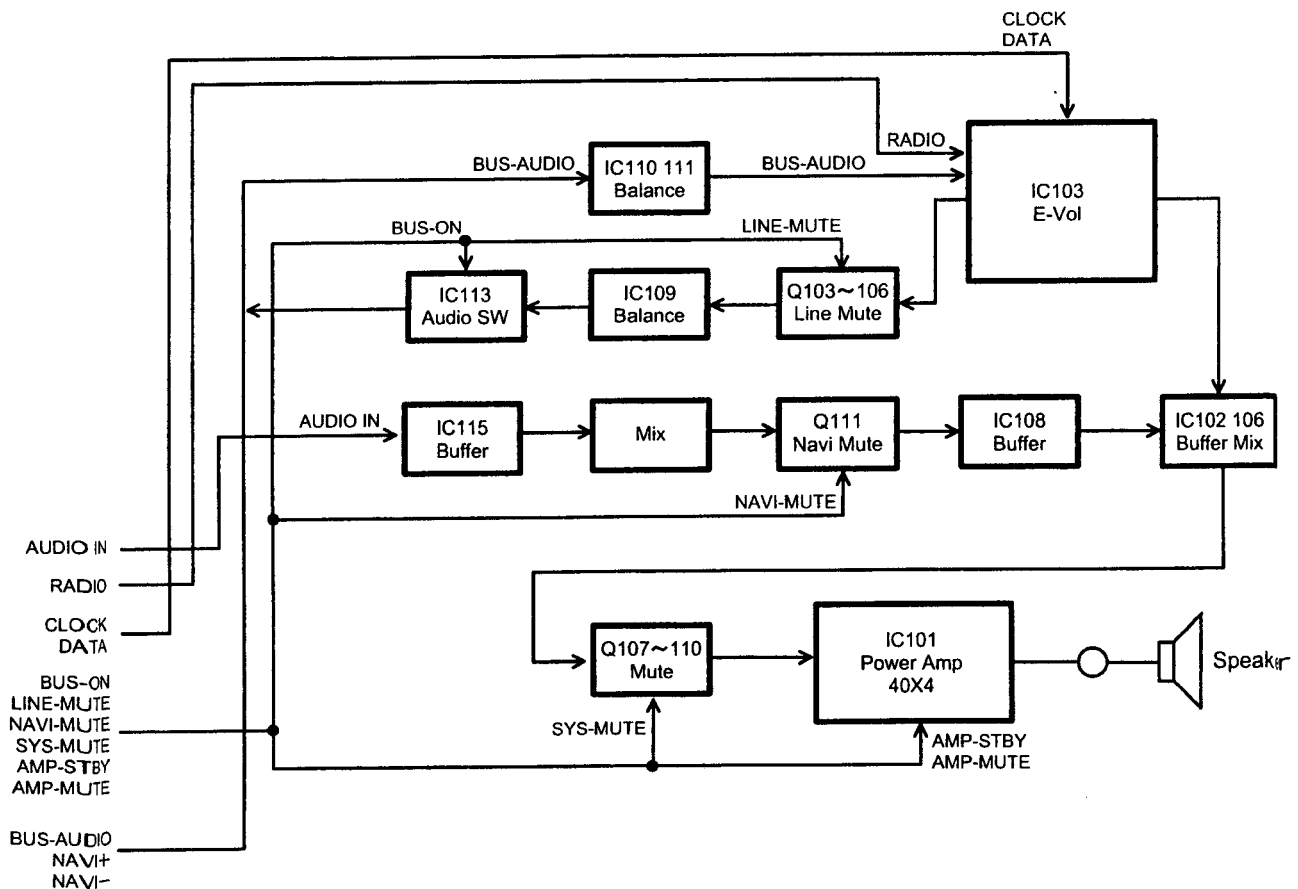 CLOCK
DATA
RADIO
BUS-AUDIO
IC110 111
Balance
BUS-AUDIO
IC103
E-Vol
BUS-ON
LINE-MUTE
IC113
Audio SW
IC109
Balance
Q103～106
Line Mute
AUDIO IN
IC115
Buffer
Mix
Q111
Navi Mute
IC108
Buffer
IC102 106
Buffer Mix
NAVI-MUTE
AUDIO IN
RADIO
CLOCK
DATA
BUS-ON
LINE-MUTE
NAVI-MUTE
SYS-MUTE
AMP-STBY
AMP-MUTE
BUS-AUDIO
NAVI+
NAVI−
Q107～110
Mute
SYS-MUTE
IC101
Power Amp
40X4
AMP-STBY
AMP-MUTE
Speaker